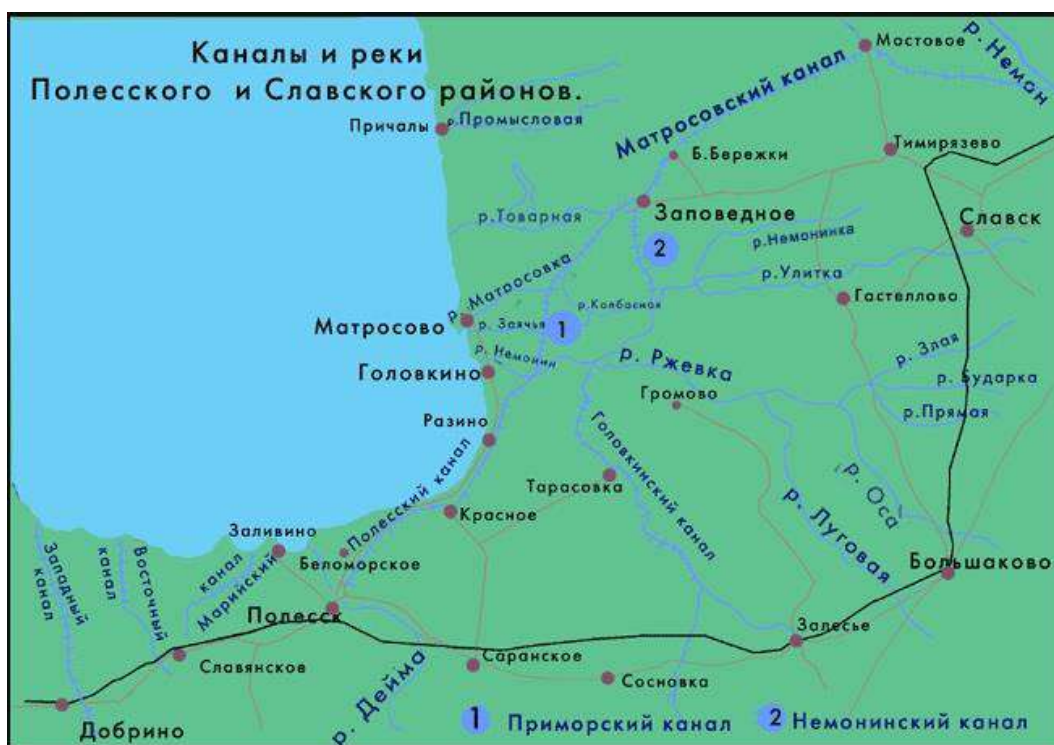 Каналы и реки
Полесского и Славского районов.
Мостовое
р. Неман
Причалы
р.Промысловая
Матросовский канал
Б.Бережки
Тимирязево
р.Товарная
Заповедное
Славск
р.Немонинка
2
р.Улитка
р. Матросовка
р.Колбасная
Гастеллово
Матросово
р. Заячья
1
р. Немонин
р. Ржевка
р. Злая
Головкино
р. Бударка
Громово
р.Прямая
Разино
Полесский канал
Головкинский канал
Тарасовка
р. Оса
р. Луговая
Красное
Заливино
Беломорское
Западный
канал
Восточный
канал
Марийский
канал
Большаково
Полесск
Залесье
Славянское
Саранское
Сосновка
р. Дейма
Добрино
1 Приморский канал
2 Немонинский канал